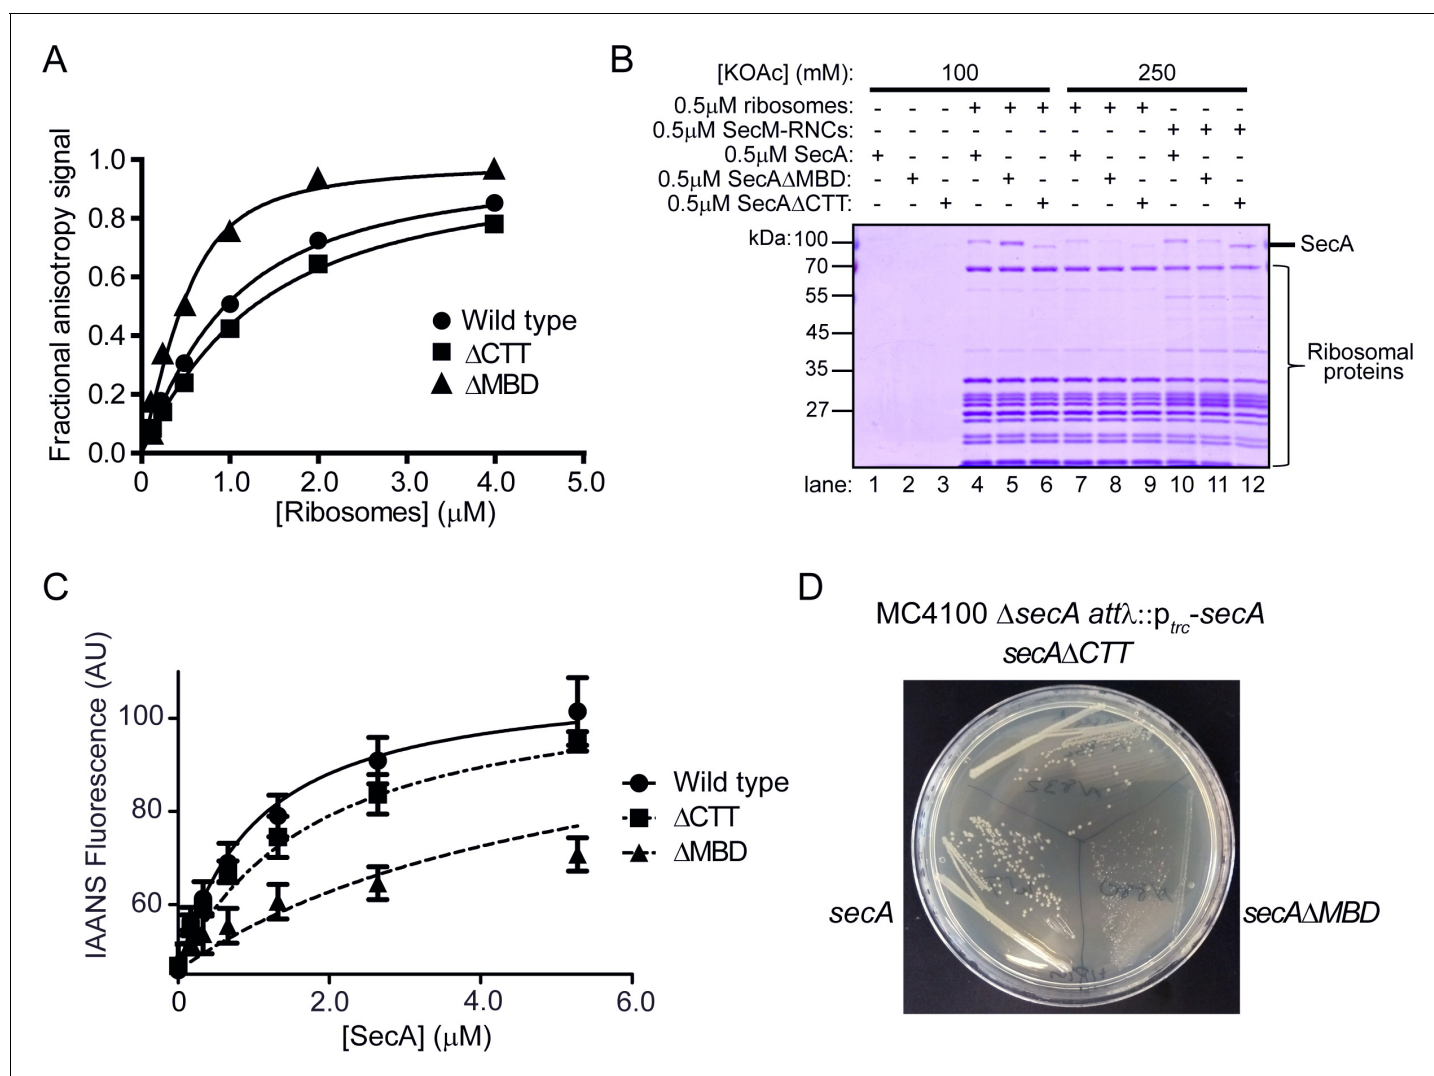 A
Fractional anisotropy signal
1.0
0.8
0.6
0.4
0.2
0.0
0 1.0 2.0 3.0 4.0 5.0
[Ribosomes] (μM)
Wild type
ΔCTT
ΔMBD
B
[KOAc] (mM): 100 250
0.5μM ribosomes: - - - + + + + + + - - -
0.5μM SecM-RNCs: - - - - - - - - - + + +
0.5μM SecA: + - - + - - + - - + - -
0.5μM SecAΔMBD: - + - - + - - + - - + -
0.5μM SecAΔCTT: - - + - - + - - + - - +
kDa: 100
70
55
45
35
27
SecA
Ribosomal
proteins
lane: 1 2 3 4 5 6 7 8 9 10 11 12
C
IAANS Fluorescence (AU)
100
80
60
0 2.0 4.0 6.0
[SecA] (μM)
Wild type
ΔCTT
ΔMBD
D
MC4100 ΔsecA attλ::ptrc-secA
secAΔCTT
secA
secAΔMBD